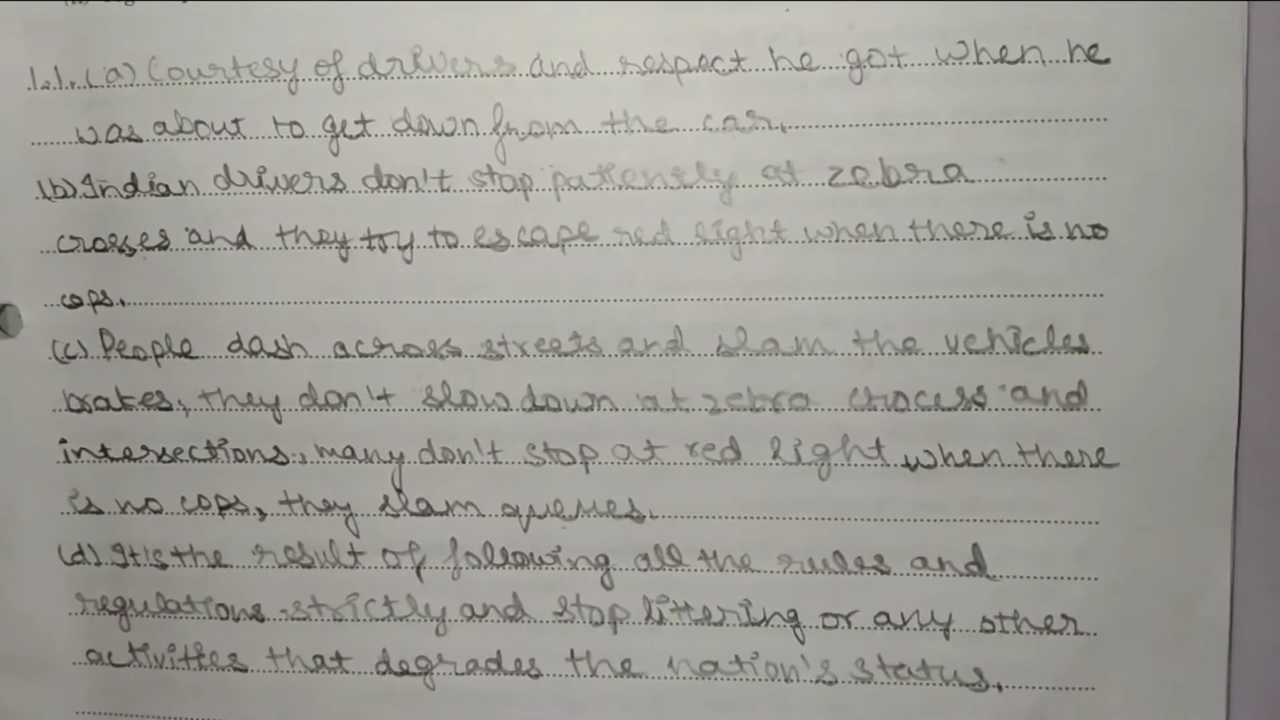 1.1.(a) Courtesy of drivers and respect he got when he
was about to get down from the car.
(b) Indian drivers don't stop patiently at zebra
crosses and they try to escape red light when there is no
cops.
(c) People dash across streets and slam the vehicles
brakes, they don't slow down at zebra crocess and
intersections, many don't stop at red light when there
is no cops, they slam queues.
(d) It is the result of following all the rules and
regulations strictly and stop littering or any other
activities that degrades the nation's status.